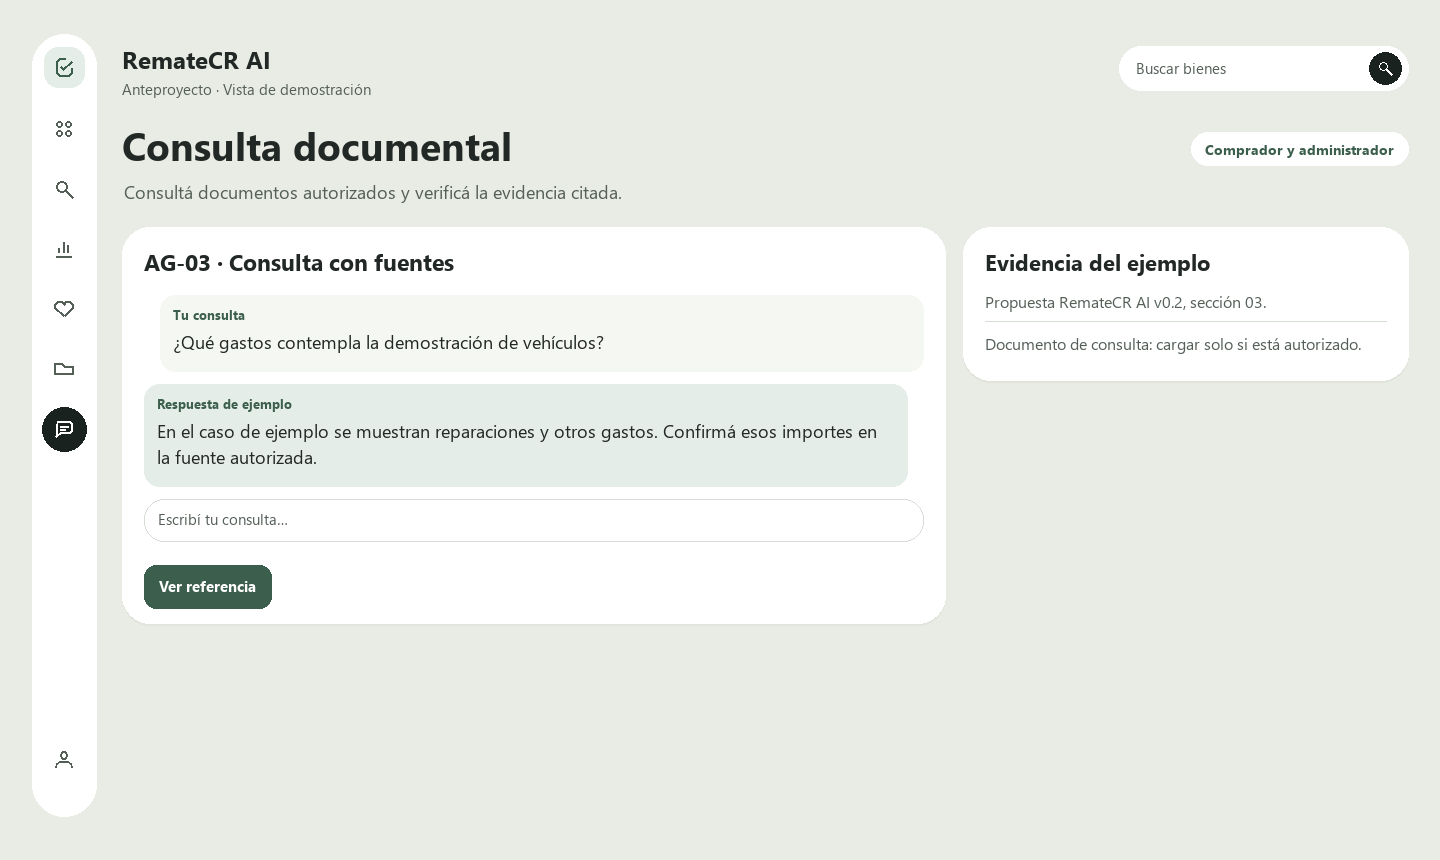 RemateCR AI
Anteproyecto · Vista de demostración
Buscar bienes
Consulta documental
Comprador y administrador
Consultá documentos autorizados y verificá la evidencia citada.
AG-03 · Consulta con fuentes
Tu consulta
¿Qué gastos contempla la demostración de vehículos?
Respuesta de ejemplo
En el caso de ejemplo se muestran reparaciones y otros gastos. Confirmá esos importes en
la fuente autorizada.
Escribí tu consulta...
Ver referencia
Evidencia del ejemplo
Propuesta RemateCR AI v0.2, sección 03.
Documento de consulta: cargar solo si está autorizado.